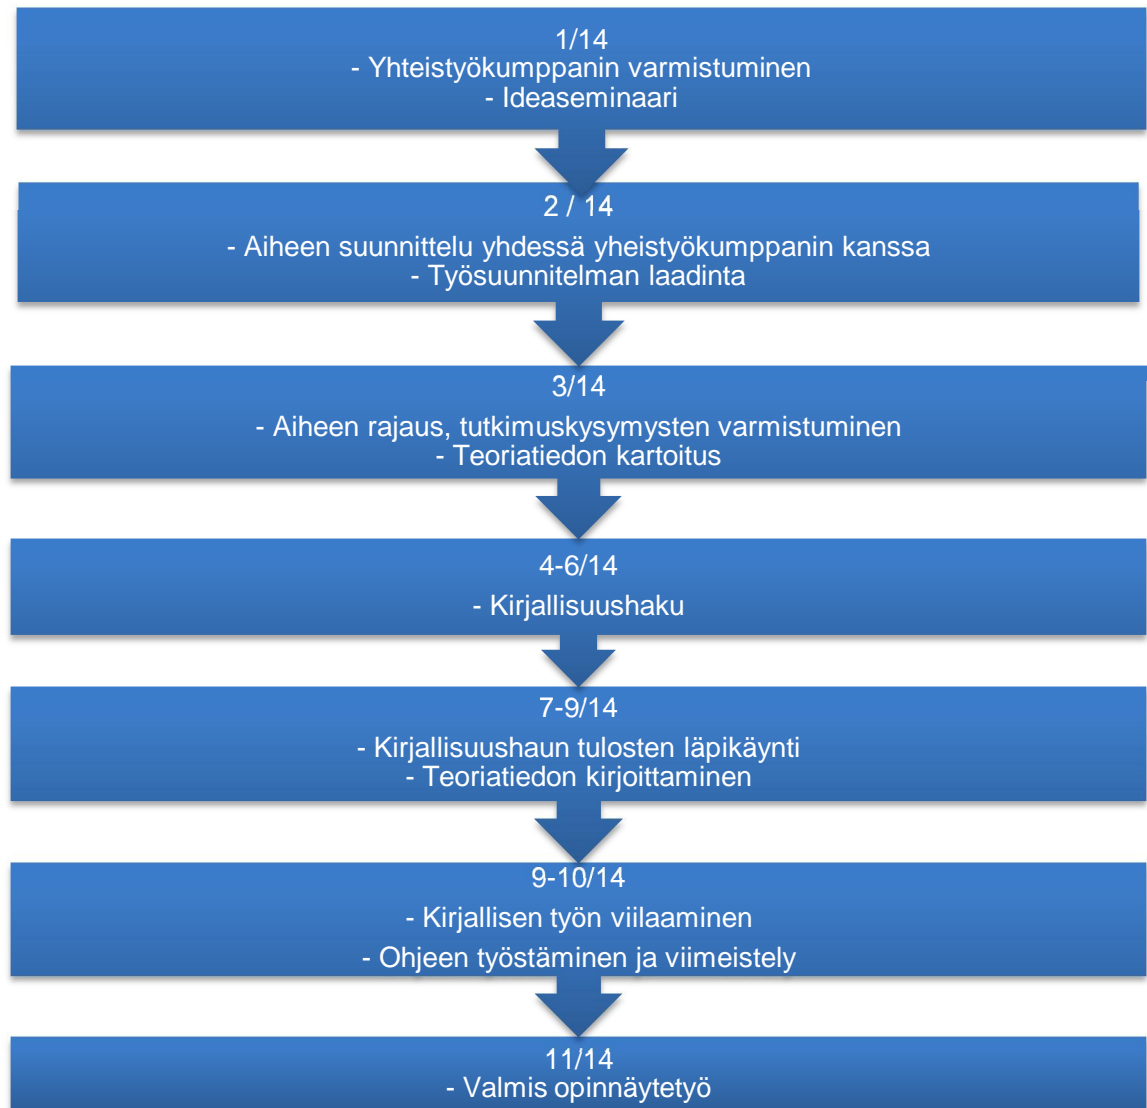 1/14
- Yhteistyökumppanin varmistuminen
- Ideaseminaari
2 / 14
- Aiheen suunnittelu yhdessä yheistyökumppanin kanssa
- Työsuunnitelman laadinta
3/14
- Aiheen rajaus, tutkimuskysymysten varmistuminen
- Teoriatiedon kartoitus
4-6/14
- Kirjallisuushaku
7-9/14
- Kirjallisuushaun tulosten läpikäynti
- Teoriatiedon kirjoittaminen
9-10/14
- Kirjallisen työn viilaaminen
- Ohjeen työstäminen ja viimeistely
11/14
- Valmis opinnäytetyö